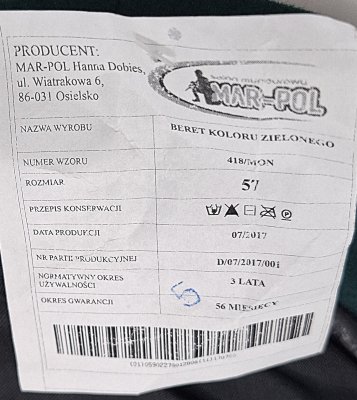 PRODUCENT:
MAR-POL Hanna Dobies,
ul. Wiatrakowa 6,
86-031 Osielsko
MAR-POL
NAZWA WYROBU BERET KOLORU ZIELONEGO
NUMER WZORU 418/MON
ROZMIAR 57
PRZEPIS KONSERWACJI
DATA PRODUKCJI 07/2017
NR PARTII PRODUKCYJNEJ D/07/2017/001
NORMATYWNY OKRES
UŻYWALNOŚCI 3 LATA
OKRES GWARANCJI 56 MIESIĘCY